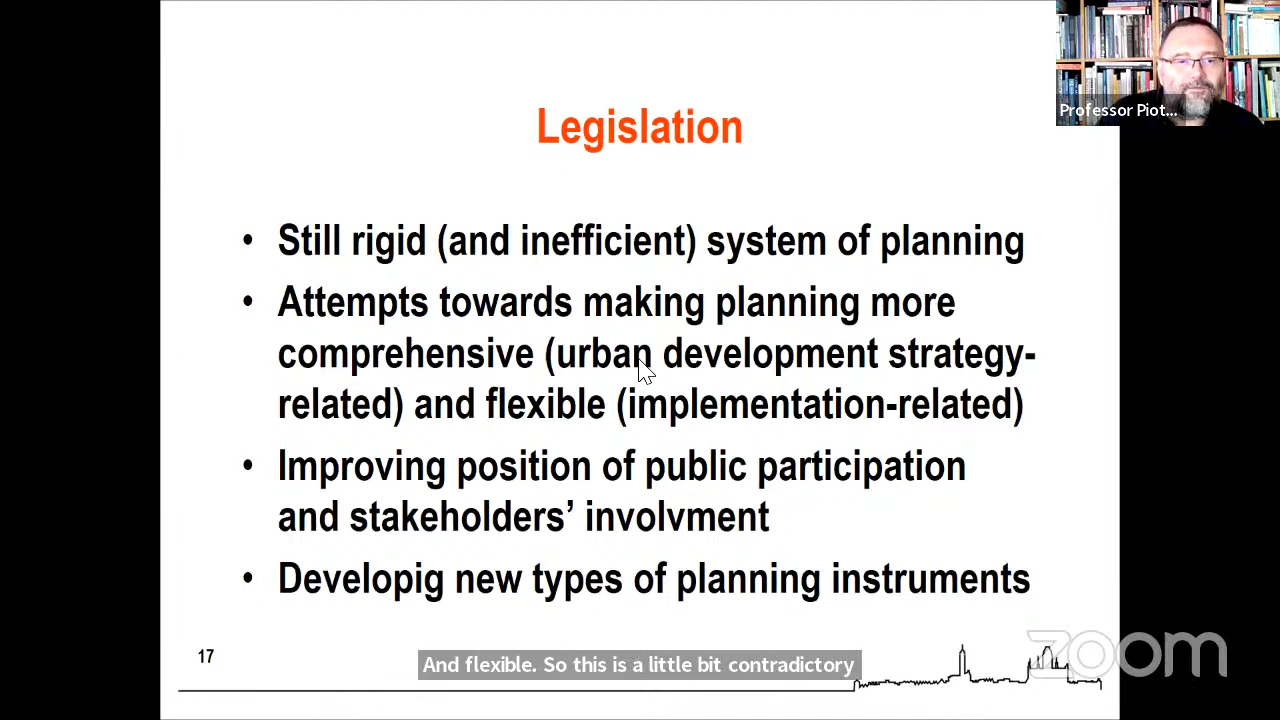 Professor Piot...
Legislation
• Still rigid (and inefficient) system of planning
• Attempts towards making planning more
comprehensive (urban development strategy-
related) and flexible (implementation-related)
• Improving position of public participation
and stakeholders’ involvment
• Developig new types of planning instruments
17
And flexible. So this is a little bit contradictory
zoom